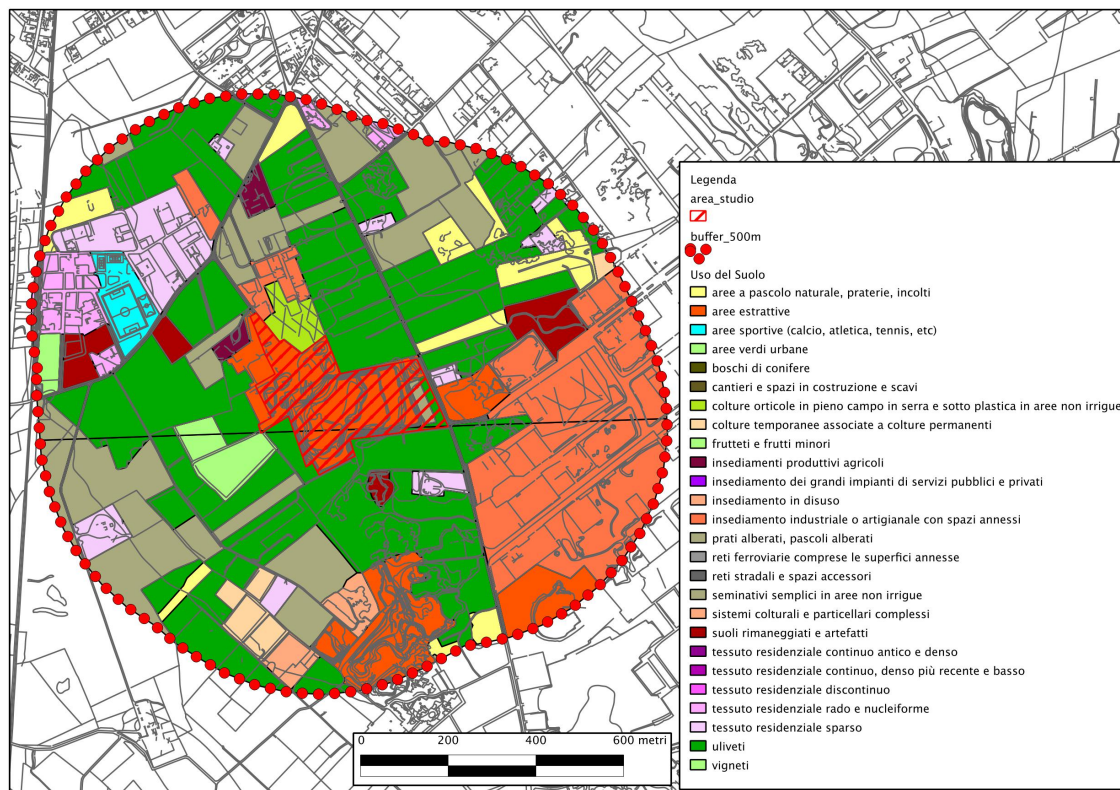 Legenda
area_studio
buffer_500m
Uso del Suolo
aree a pascolo naturale, praterie, incolti
aree estrattive
aree sportive (calcio, atletica, tennis, etc)
aree verdi urbane
boschi di conifere
cantieri e spazi in costruzione e scavi
colture orticole in pieno campo in serra e sotto plastica in aree non irrigue
colture temporanee associate a colture permanenti
frutteti e frutti minori
insediamenti produttivi agricoli
insediamento dei grandi impianti di servizi pubblici e privati
insediamento in disuso
insediamento industriale o artigianale con spazi annessi
prati alberati, pascoli alberati
reti ferroviarie comprese le superfici annesse
reti stradali e spazi accessori
seminativi semplici in aree non irrigue
sistemi colturali e particellari complessi
suoli rimaneggiati e artefatti
tessuto residenziale continuo antico e denso
tessuto residenziale continuo, denso più recente e basso
tessuto residenziale discontinuo
tessuto residenziale rado e nucleiforme
tessuto residenziale sparso
uliveti
vigneti
0 200 400 600 metri